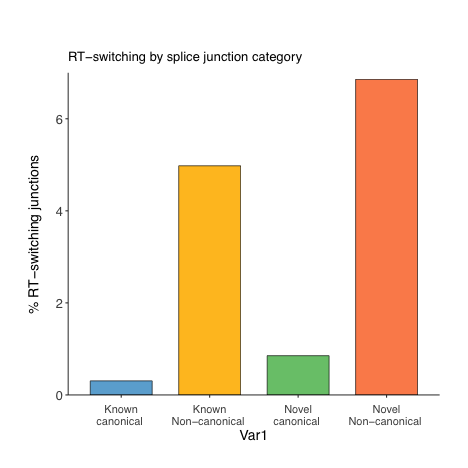 RT−switching by splice junction category
% RT−switching junctions
6
4
2
0
Known
canonical
Known
Non−canonical
Novel
canonical
Novel
Non−canonical
Var1